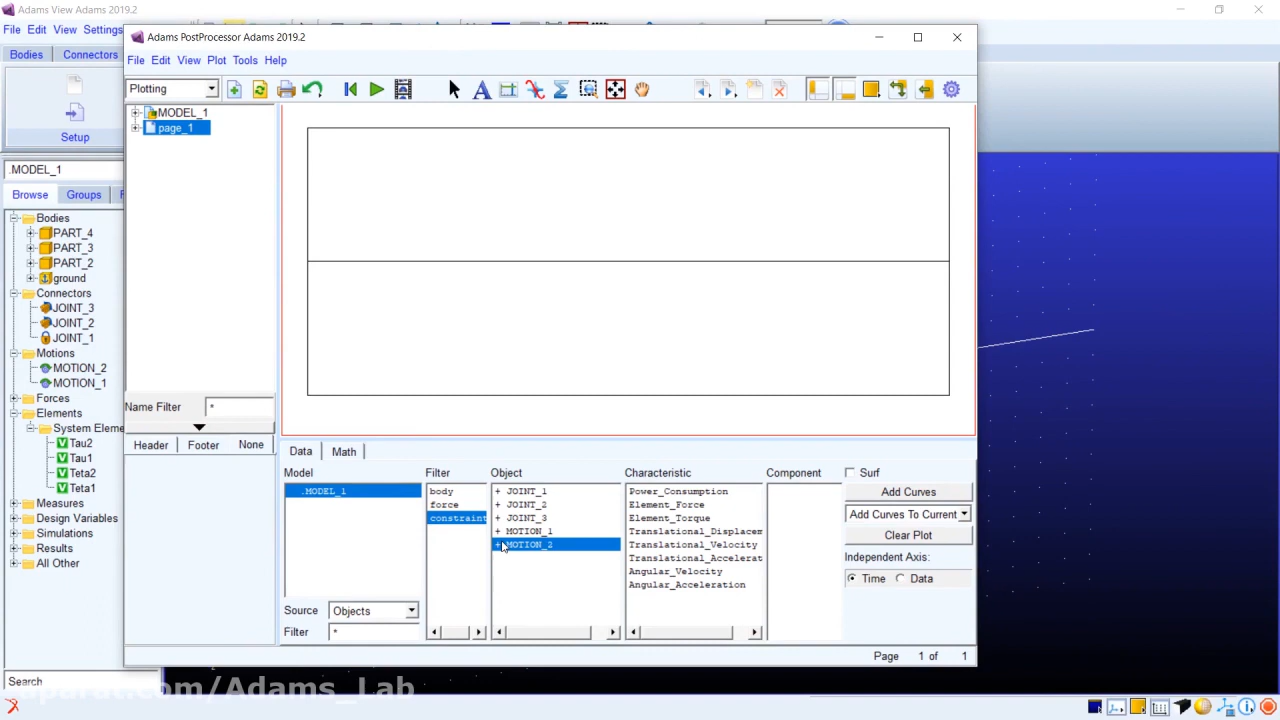 Adams View Adams 2019.2
File Edit View Settings
Bodies Connectors
Setup
.MODEL_1
Browse Groups F
Bodies
PART_4
PART_3
PART_2
ground
Connectors
JOINT_3
JOINT_2
JOINT_1
Motions
MOTION_2
MOTION_1
Forces
Elements
System Eleme
Tau2
Tau1
Teta2
Teta1
Measures
Design Variables
Simulations
Results
All Other
Search
Adams PostProcessor Adams 2019.2
File Edit View Plot Tools Help
Plotting
MODEL_1
page_1
Name Filter *
Header Footer None
Data Math
Model Filter Object Characteristic Component Surf
.MODEL_1
body
force
constraint
+ JOINT_1
+ JOINT_2
+ JOINT_3
+ MOTION_1
+ MOTION_2
Power_Consumption
Element_Force
Element_Torque
Translational_Displacem
Translational_Velocity
Translational_Accelerat
Angular_Velocity
Angular_Acceleration
Add Curves
Add Curves To Current
Clear Plot
Independent Axis:
Time Data
Source Objects
Filter *
Page 1 of 1
aparat.com/Adams_Lab